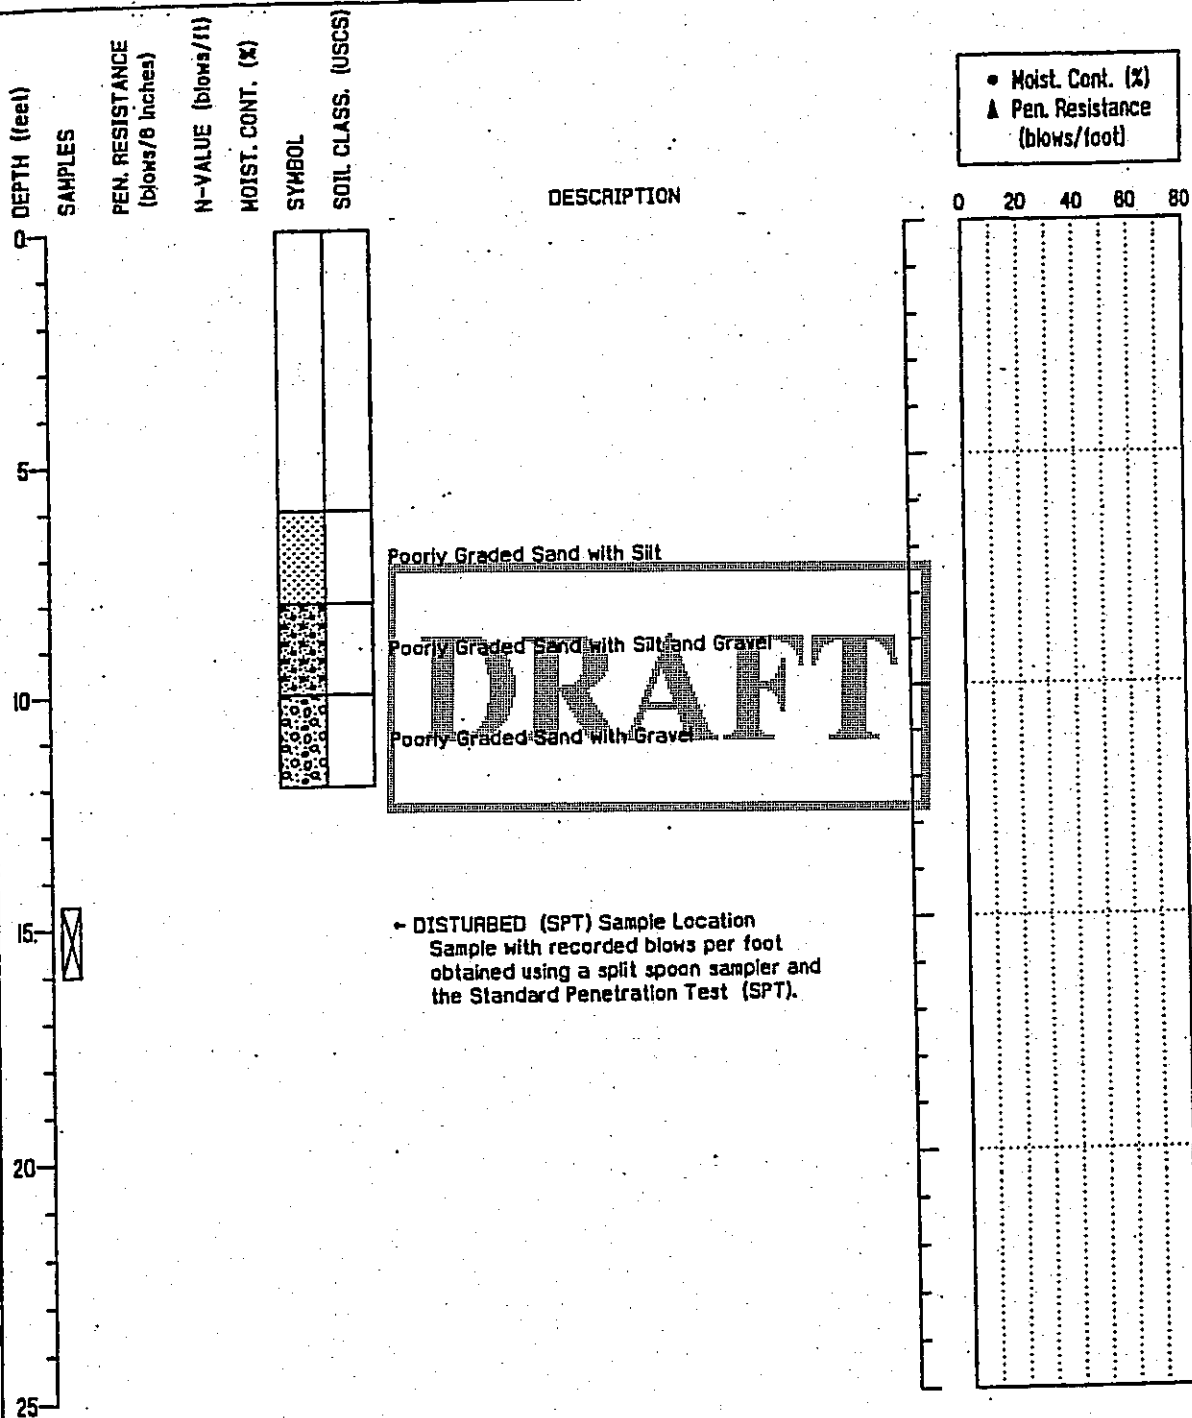 DEPTH (feet)
SAMPLES
PEN. RESISTANCE
(blows/6 Inches)
N-VALUE (blows/ft)
MOIST. CONT. (%)
SYMBOL
SOIL CLASS. (USCS)
DESCRIPTION
● Moist. Cont. (%)
▲ Pen. Resistance
(blows/foot)
0 20 40 60 80
0
5
Poorly Graded Sand with Silt
DRAFT
Poorly Graded Sand with Silt and Gravel
10
Poorly Graded Sand with Gravel
15
← DISTURBED (SPT) Sample Location
Sample with recorded blows per foot
obtained using a split spoon sampler and
the Standard Penetration Test (SPT).
20
25